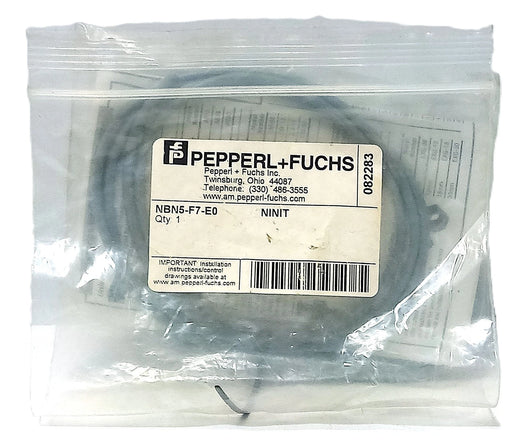 PEPPERL+FUCHS
Pepperl + Fuchs Inc.
Twinsburg, Ohio 44087
Telephone: (330) 486-3555
www.am.pepperl-fuchs.com
082283
NBN5-F7-E0 NINIT
Qty: 1
IMPORTANT: Installation
instructions/control
drawings available at
www.am.pepperl-fuchs.com